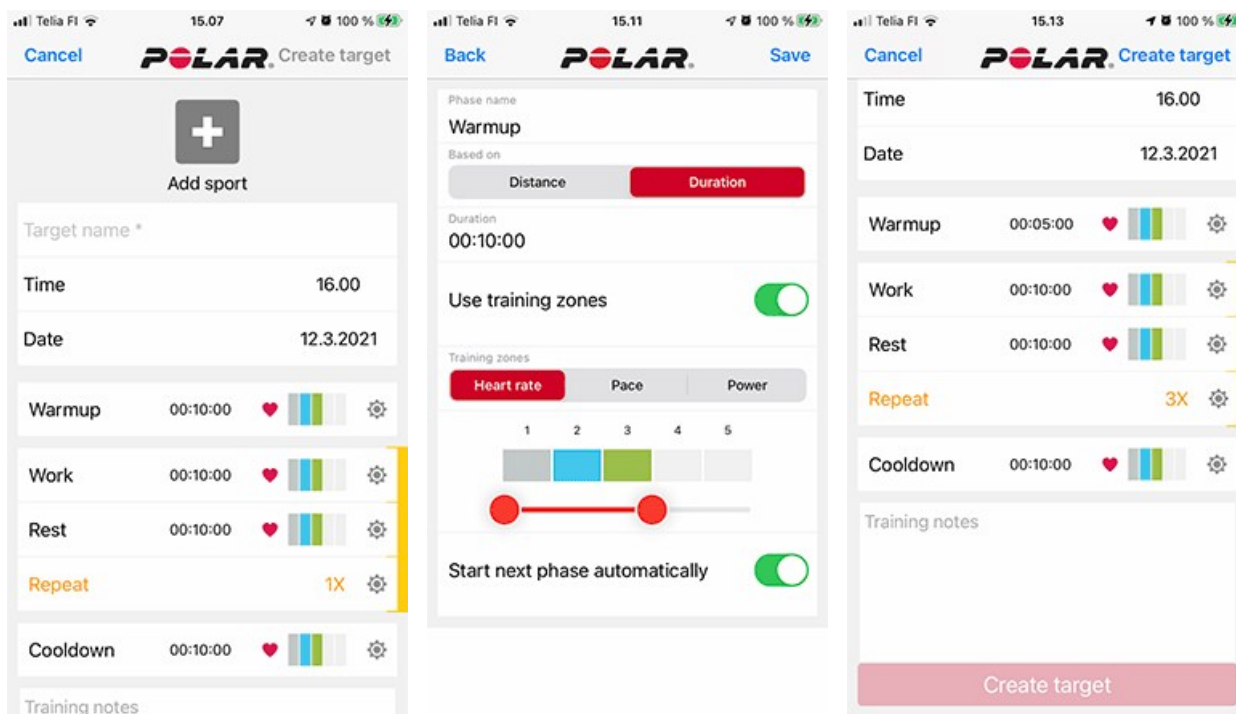 Telia FI 15.07 100 %
Cancel POLAR. Create target
Add sport
Target name *
Time 16.00
Date 12.3.2021
Warmup 00:10:00
Work 00:10:00
Rest 00:10:00
Repeat 1X
Cooldown 00:10:00
Training notes
Telia FI 15.11 100 %
Back POLAR. Save
Phase name
Warmup
Based on
Distance Duration
Duration
00:10:00
Use training zones
Training zones
Heart rate Pace Power
1 2 3 4 5
Start next phase automatically
Telia FI 15.13 100 %
Cancel POLAR. Create target
Time 16.00
Date 12.3.2021
Warmup 00:05:00
Work 00:10:00
Rest 00:10:00
Repeat 3X
Cooldown 00:10:00
Training notes
Create target